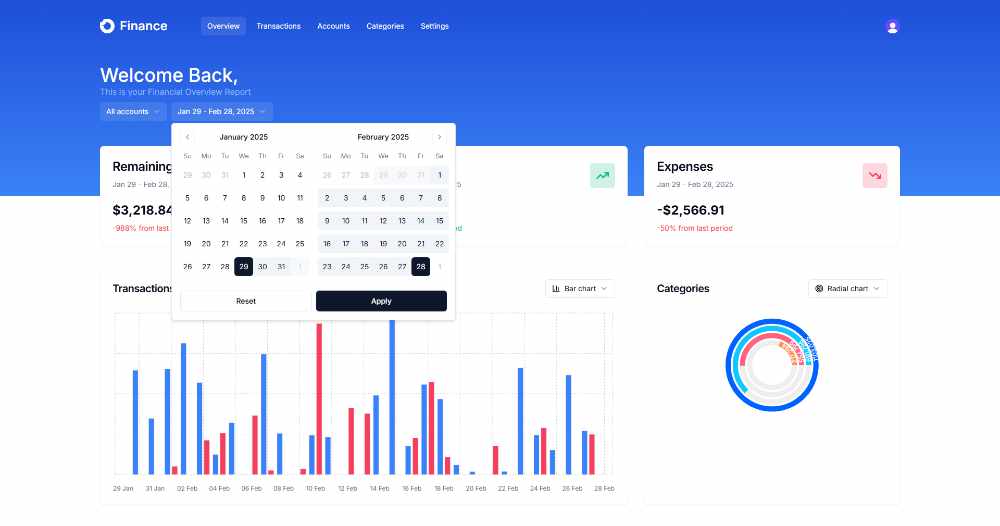 Finance
Overview Transactions Accounts Categories Settings
Welcome Back,
This is your Financial Overview Report
All accounts
Jan 29 - Feb 28, 2025
January 2025
Su Mo Tu We Th Fr Sa
29 30 31 1 2 3 4
5 6 7 8 9 10 11
12 13 14 15 16 17 18
19 20 21 22 23 24 25
26 27 28 29 30 31 1
February 2025
Su Mo Tu We Th Fr Sa
26 27 28 29 30 31 1
2 3 4 5 6 7 8
9 10 11 12 13 14 15
16 17 18 19 20 21 22
23 24 25 26 27 28 1
Reset
Apply
Remaining
Jan 29 - Feb 28,
$3,218.84
-988% from last
Expenses
Jan 29 - Feb 28, 2025
-$2,566.91
-50% from last period
Transactions
Bar chart
29 Jan 31 Jan 02 Feb 04 Feb 06 Feb 08 Feb 10 Feb 12 Feb 14 Feb 16 Feb 18 Feb 20 Feb 22 Feb 24 Feb 26 Feb 28 Feb
Categories
Radial chart